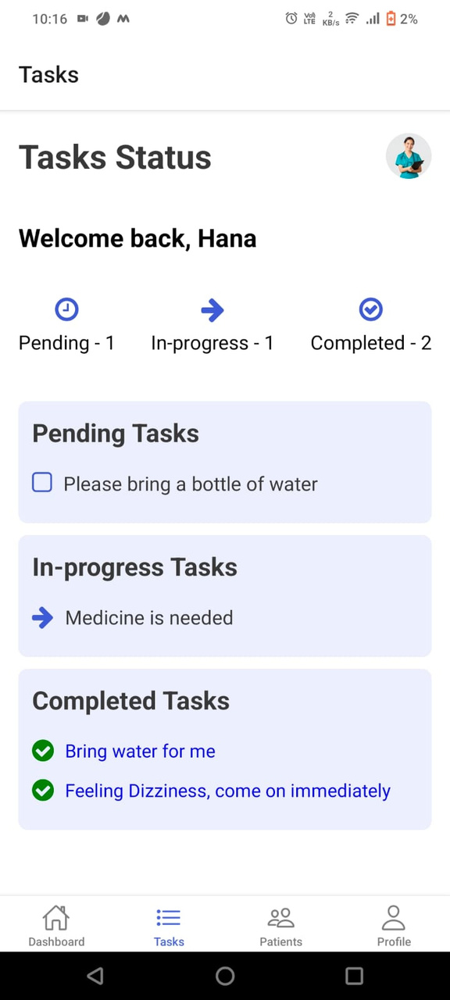 10:16
Vo)) LTE
2 KB/s
2%
Tasks
Tasks Status
Welcome back, Hana
Pending - 1
In-progress - 1
Completed - 2
Pending Tasks
Please bring a bottle of water
In-progress Tasks
Medicine is needed
Completed Tasks
Bring water for me
Feeling Dizziness, come on immediately
Dashboard
Tasks
Patients
Profile